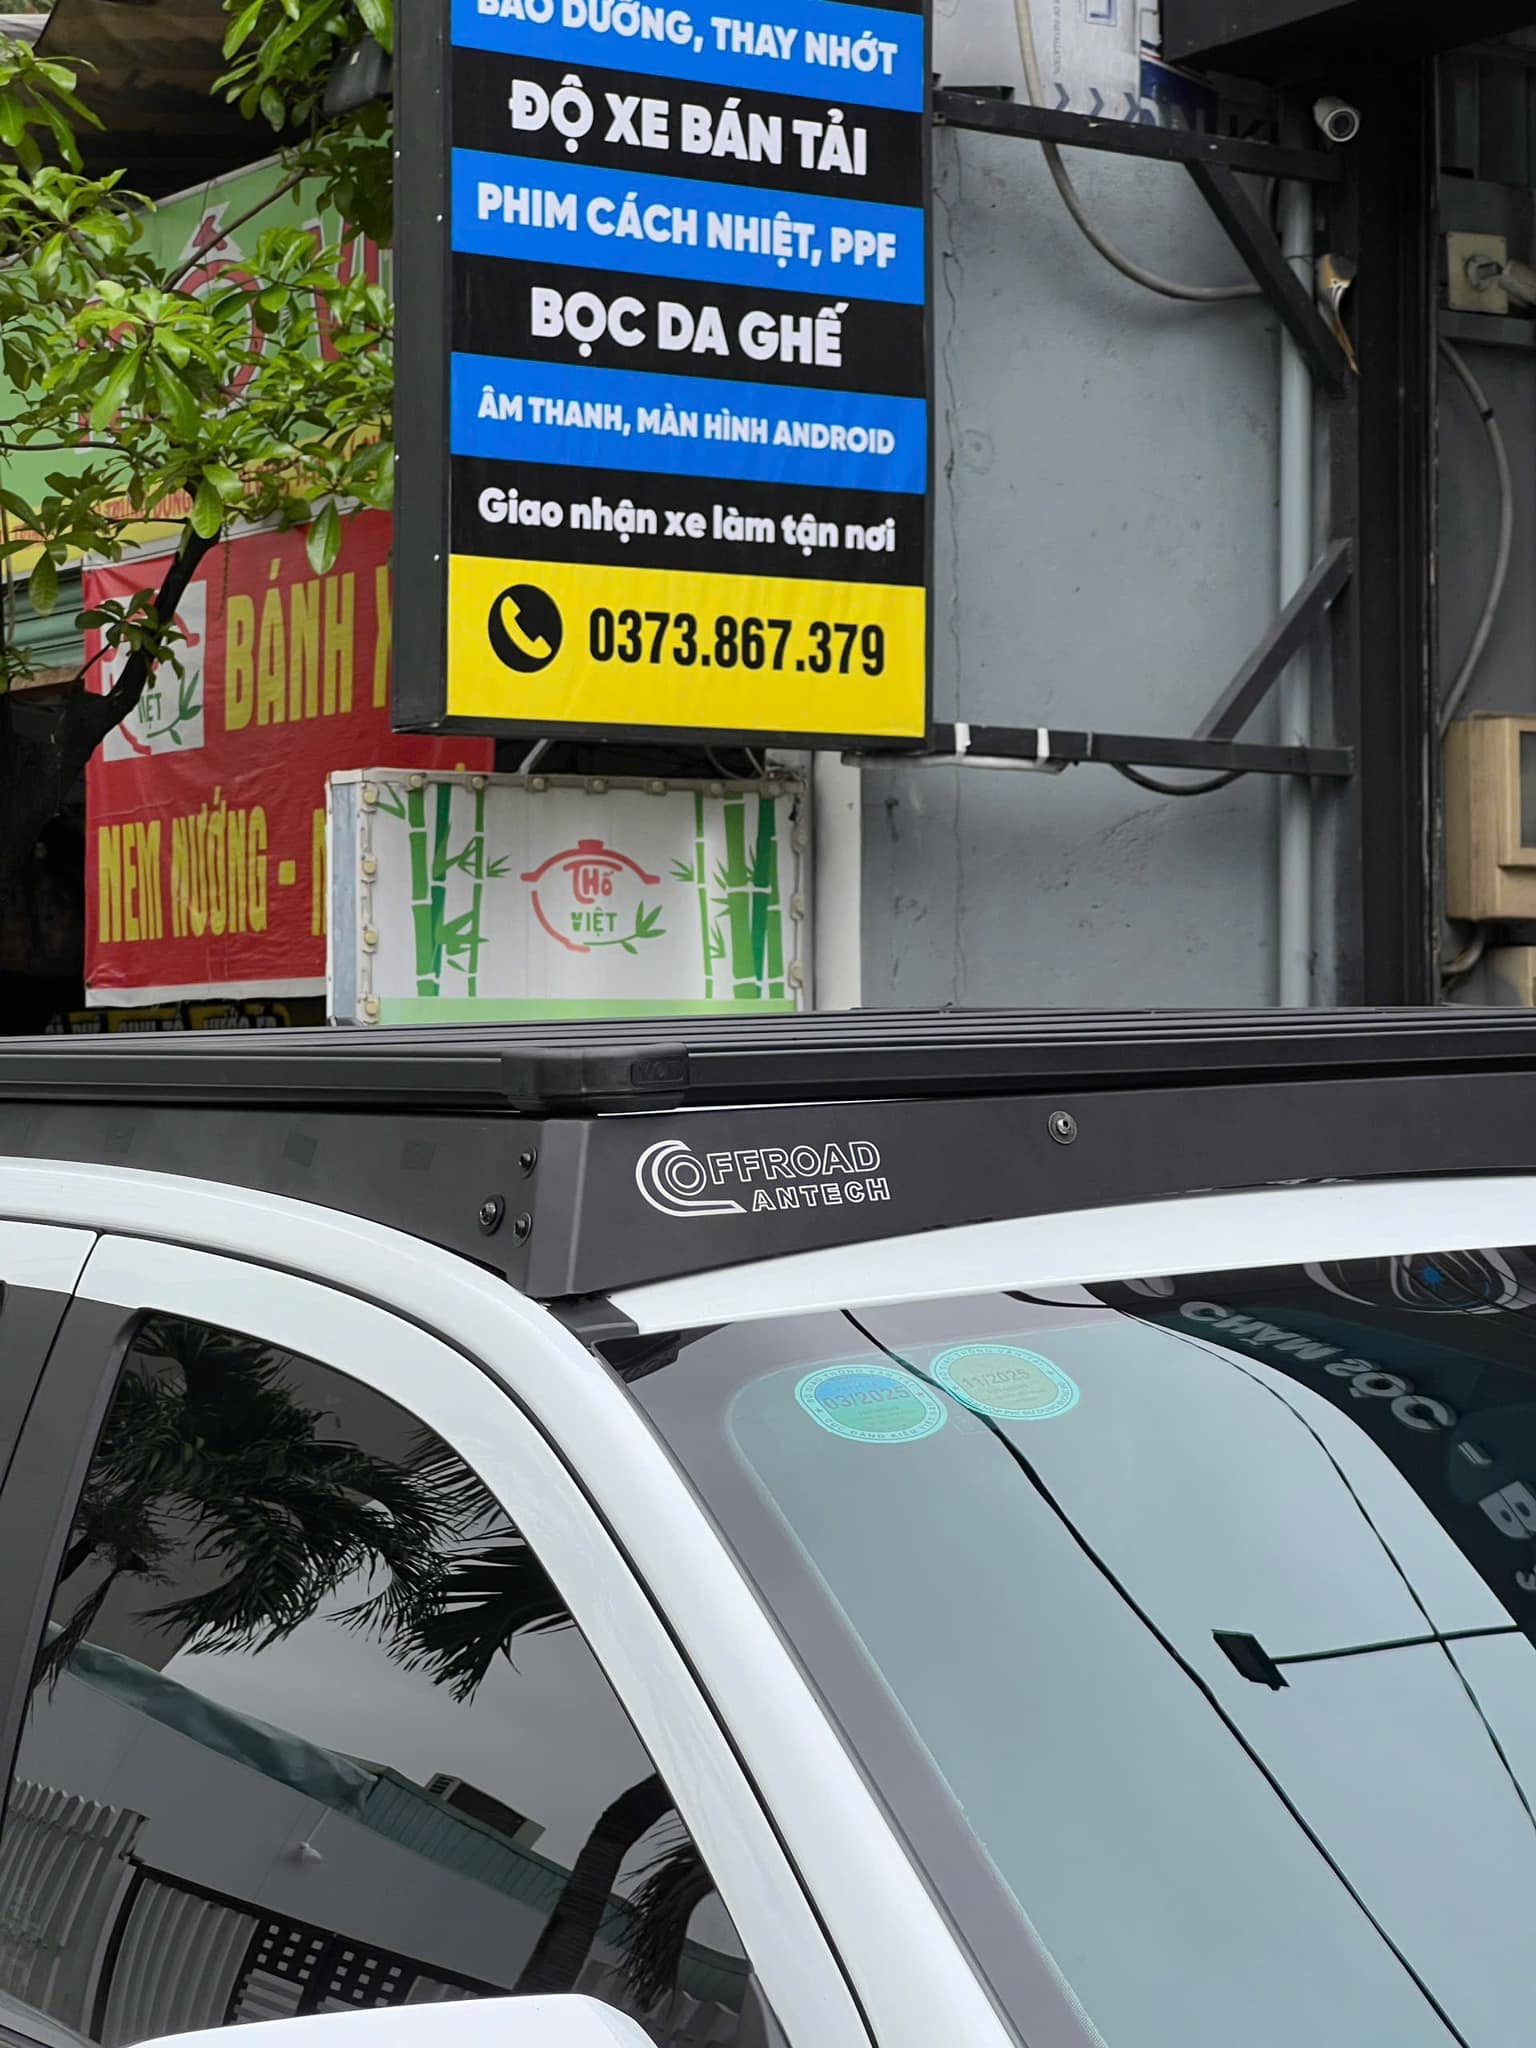 BẢO DƯỠNG, THAY NHỚT
ĐỘ XE BÁN TẢI
PHIM CÁCH NHIỆT, PPF
BỌC DA GHẾ
ÂM THANH, MÀN HÌNH ANDROID
Giao nhận xe làm tận nơi
0373.867.379
BÁNH
VIỆT
NEM NƯỚNG -
THỐ
VIỆT
OFFROAD
ANTECH
03/2025
11/2025
CHĂM SÓC -